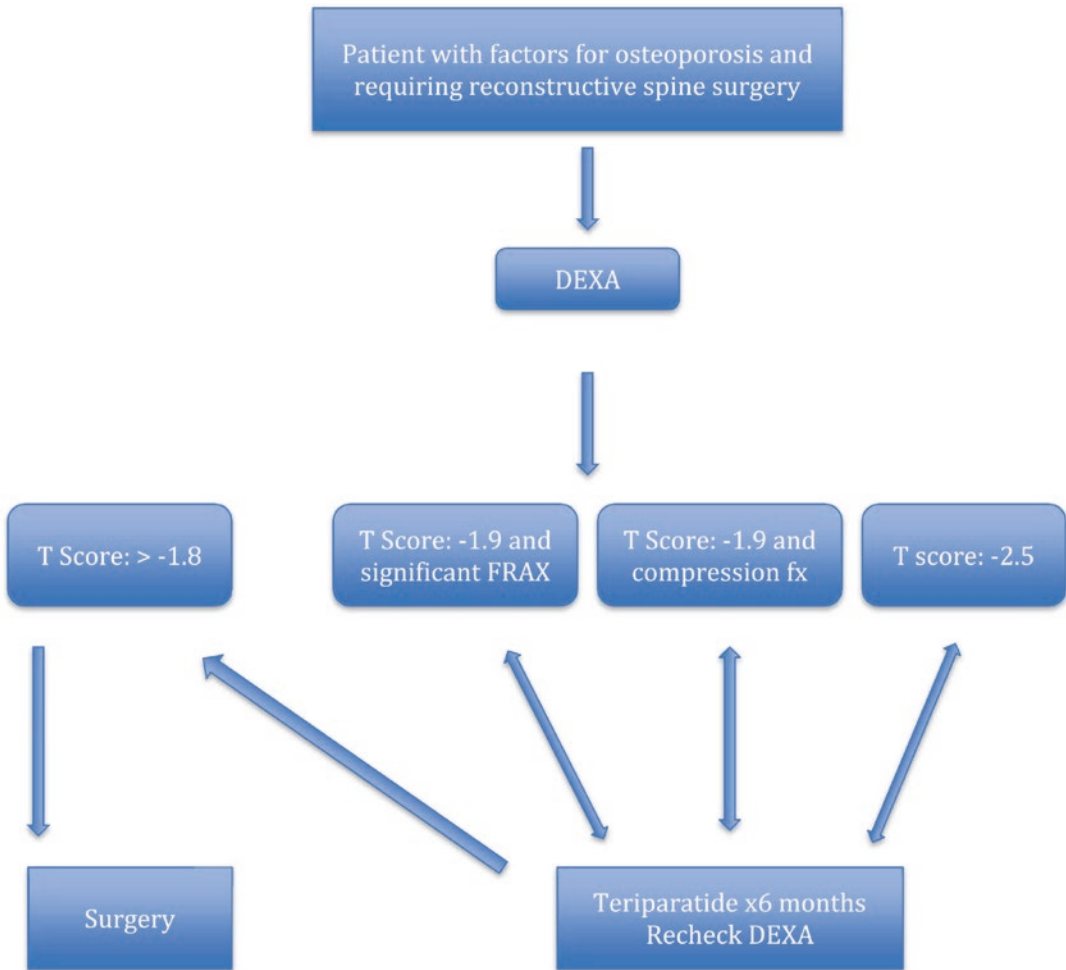 Patient with factors for osteoporosis and
requiring reconstructive spine surgery
DEXA
T Score: > -1.8
T Score: -1.9 and
significant FRAX
T Score: -1.9 and
compression fx
T score: -2.5
Surgery
Teriparatide x6 months
Recheck DEXA